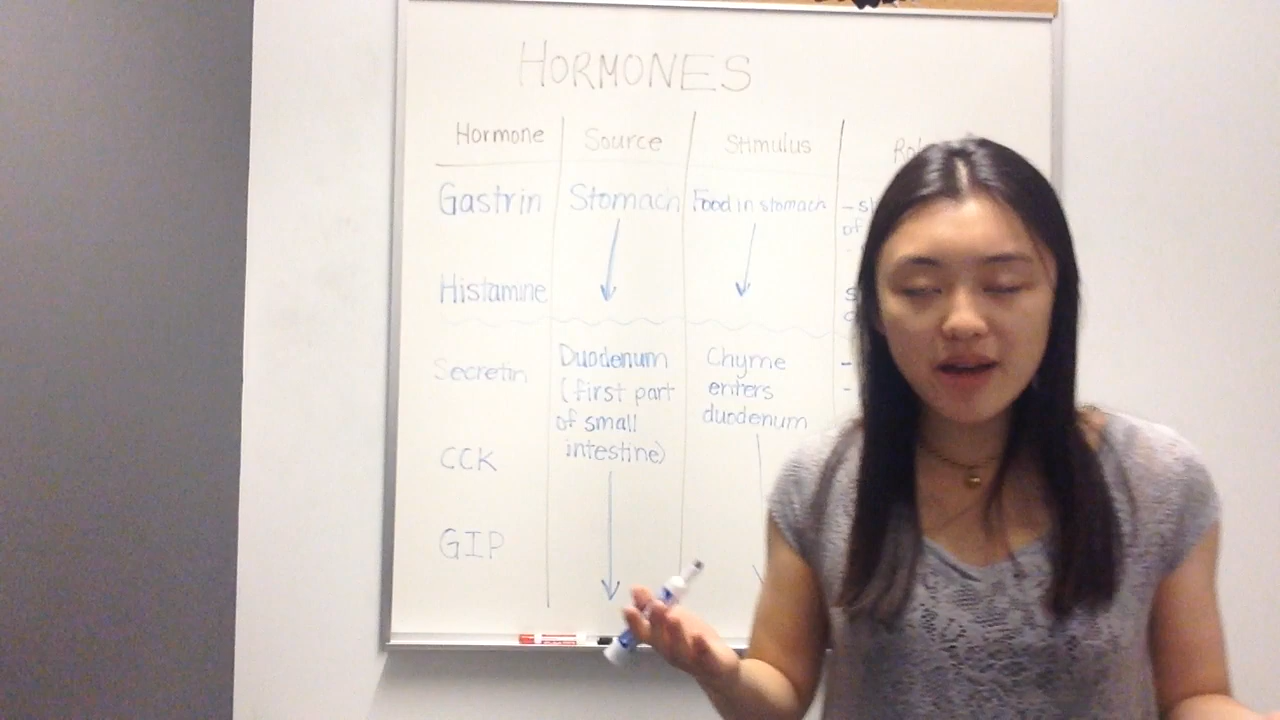 HORMONES
Hormone Source Stimulus
Gastrin Stomach Food in stomach
of
Histamine
Secretin Duodenum Chyme
(first part enters
of small duodenum
intestine)
CCK
GIP